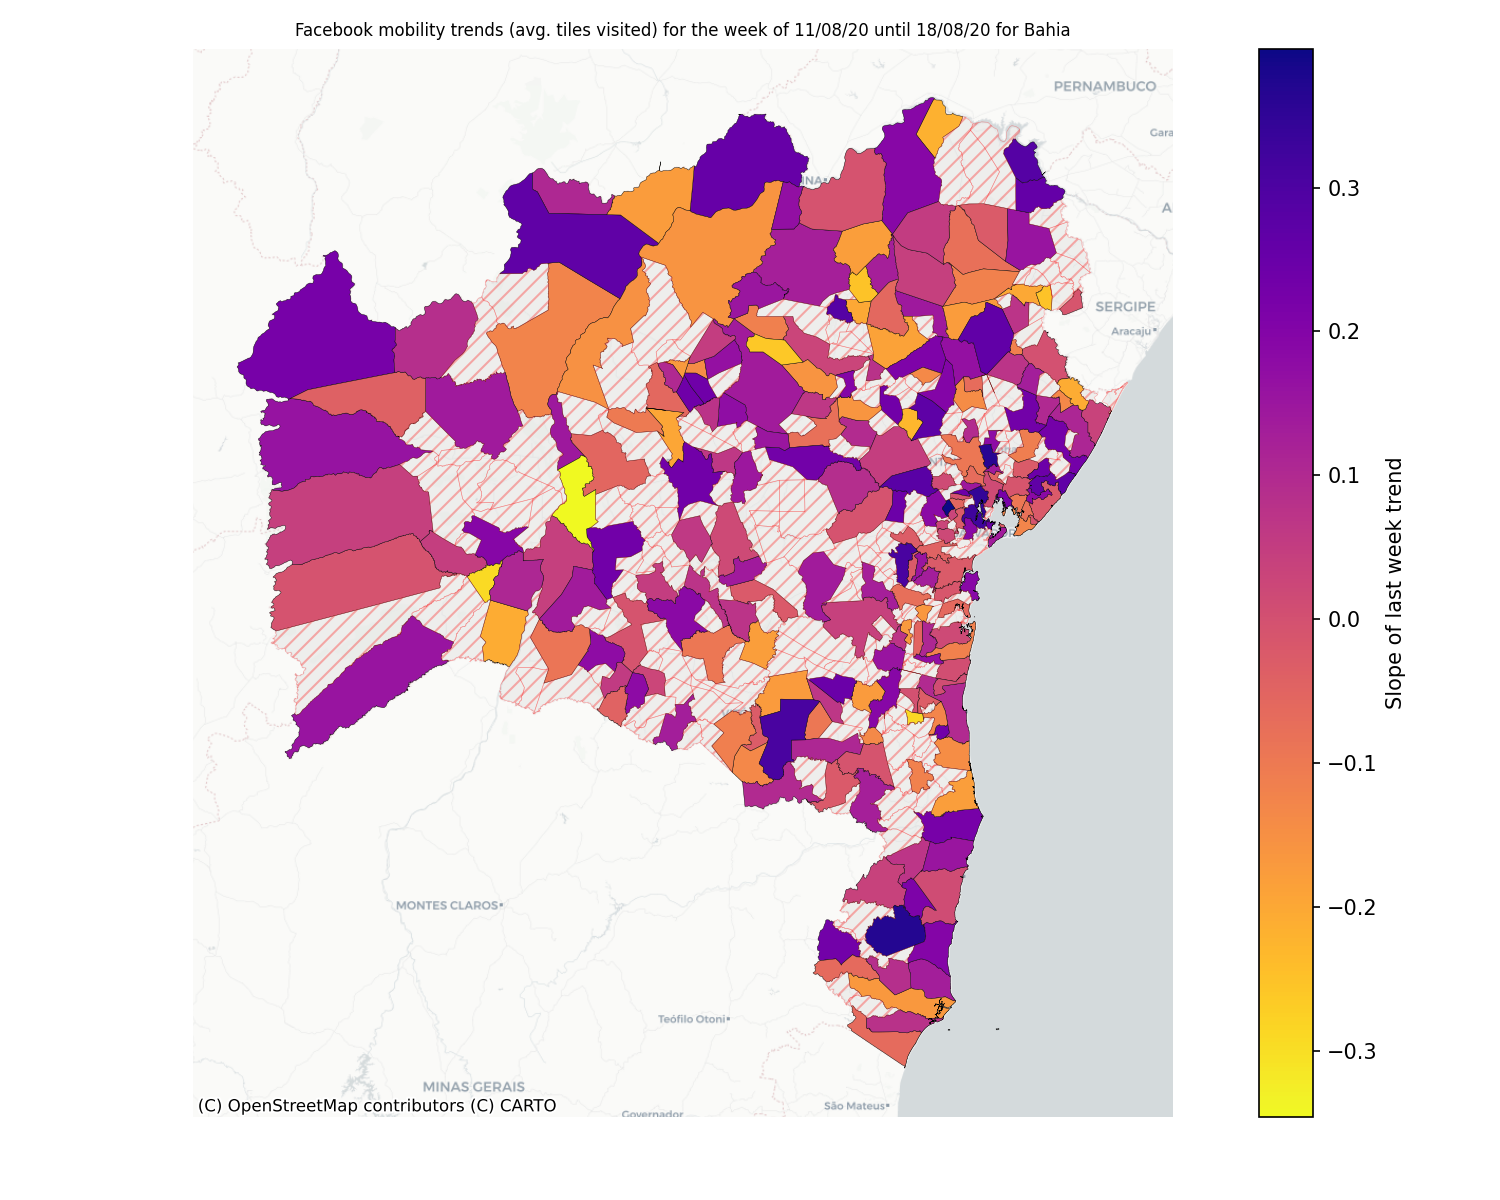 Facebook mobility trends (avg. tiles visited) for the week of 11/08/20 until 18/08/20 for Bahia
PERNAMBUCO
Gara
INA
A
SERGIPE
Aracaju
MONTES CLAROS
Teófilo Otoni
MINAS GERAIS
São Mateus
Governador
(C) OpenStreetMap contributors (C) CARTO
0.3
0.2
0.1
0.0
−0.1
−0.2
−0.3
Slope of last week trend